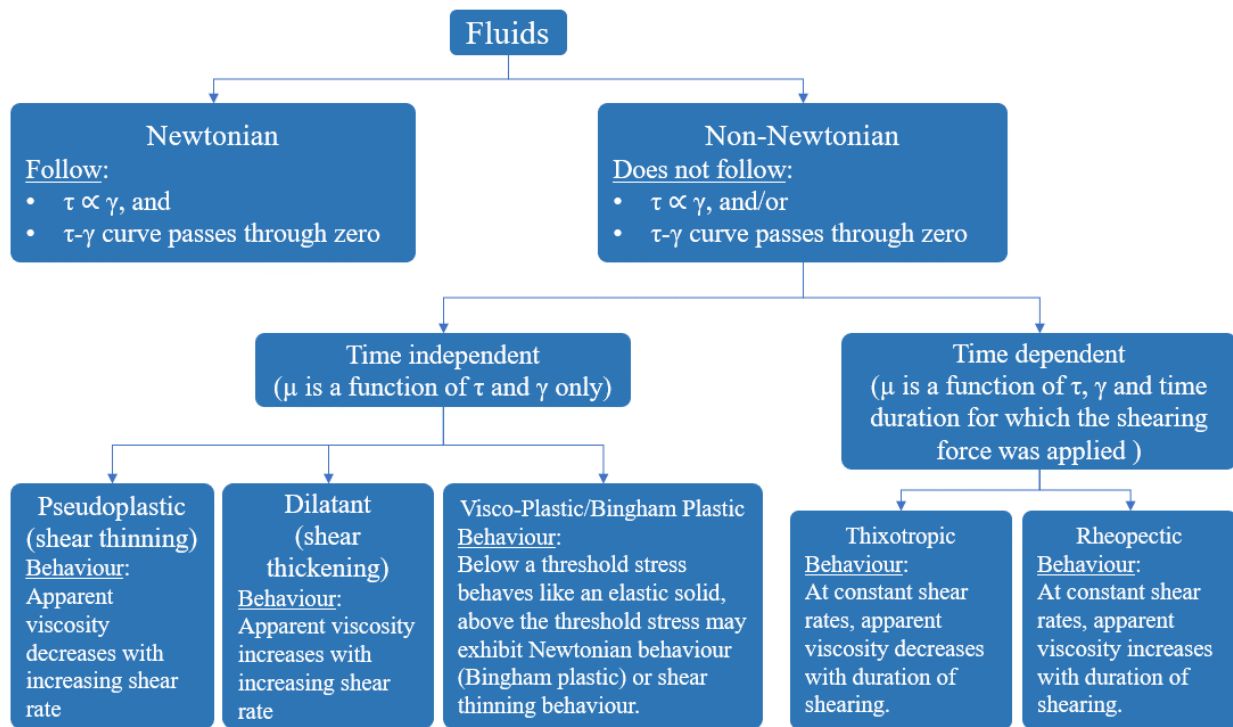 Fluids
Newtonian
Follow:
• τ ∝ γ, and
• τ-γ curve passes through zero
Non-Newtonian
Does not follow:
• τ ∝ γ, and/or
• τ-γ curve passes through zero
Time independent
(μ is a function of τ and γ only)
Time dependent
(μ is a function of τ, γ and time
duration for which the shearing
force was applied )
Pseudoplastic
(shear thinning)
Behaviour:
Apparent
viscosity
decreases with
increasing shear
rate
Dilatant
(shear
thickening)
Behaviour:
Apparent viscosity
increases with
increasing shear
rate
Visco-Plastic/Bingham Plastic
Behaviour:
Below a threshold stress
behaves like an elastic solid,
above the threshold stress may
exhibit Newtonian behaviour
(Bingham plastic) or shear
thinning behaviour.
Thixotropic
Behaviour:
At constant shear
rates, apparent
viscosity decreases
with duration of
shearing.
Rheopectic
Behaviour:
At constant shear
rates, apparent
viscosity increases
with duration of
shearing.